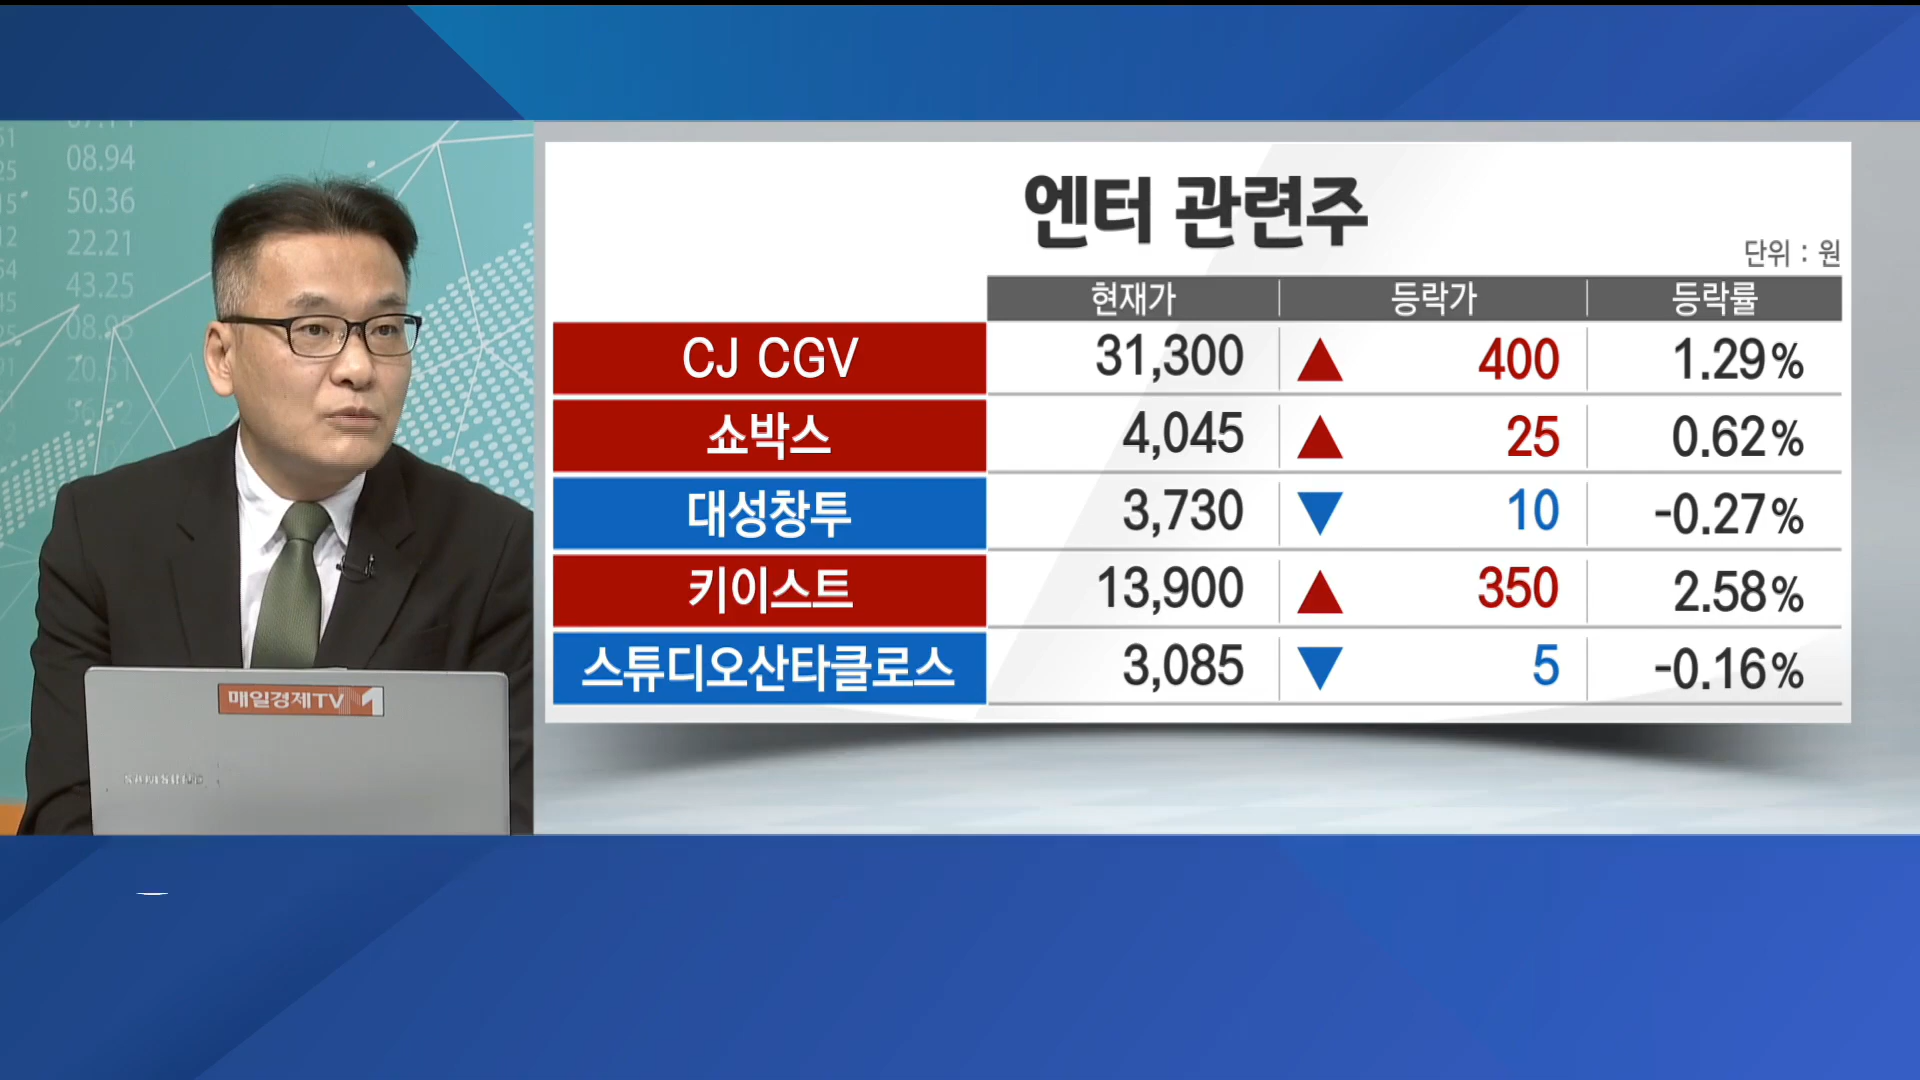 08.94
50.36
22.21
43.25
08.95
엔터 관련주
단위 : 원
현재가 등락가 등락률
CJ CGV 31,300 ▲ 400 1.29%
쇼박스 4,045 ▲ 25 0.62%
대성창투 3,730 ▼ 10 -0.27%
키이스트 13,900 ▲ 350 2.58%
스튜디오산타클로스 3,085 ▼ 5 -0.16%
매일경제TV 1
SAMSUNG